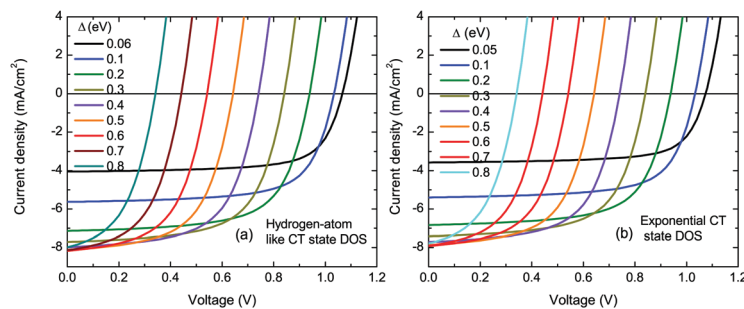 Δ (eV)
0.06
0.1
0.2
0.3
0.4
0.5
0.6
0.7
0.8
4
2
0
-2
-4
-6
-8
Current density (mA/cm²)
(a)
Hydrogen-atom
like CT state DOS
0.0 0.2 0.4 0.6 0.8 1.0 1.2
Voltage (V)
Δ (eV)
0.05
0.1
0.2
0.3
0.4
0.5
0.6
0.7
0.8
4
2
0
-2
-4
-6
-8
Current density (mA/cm²)
(b)
Exponential CT
state DOS
0.0 0.2 0.4 0.6 0.8 1.0 1.2
Voltage (V)